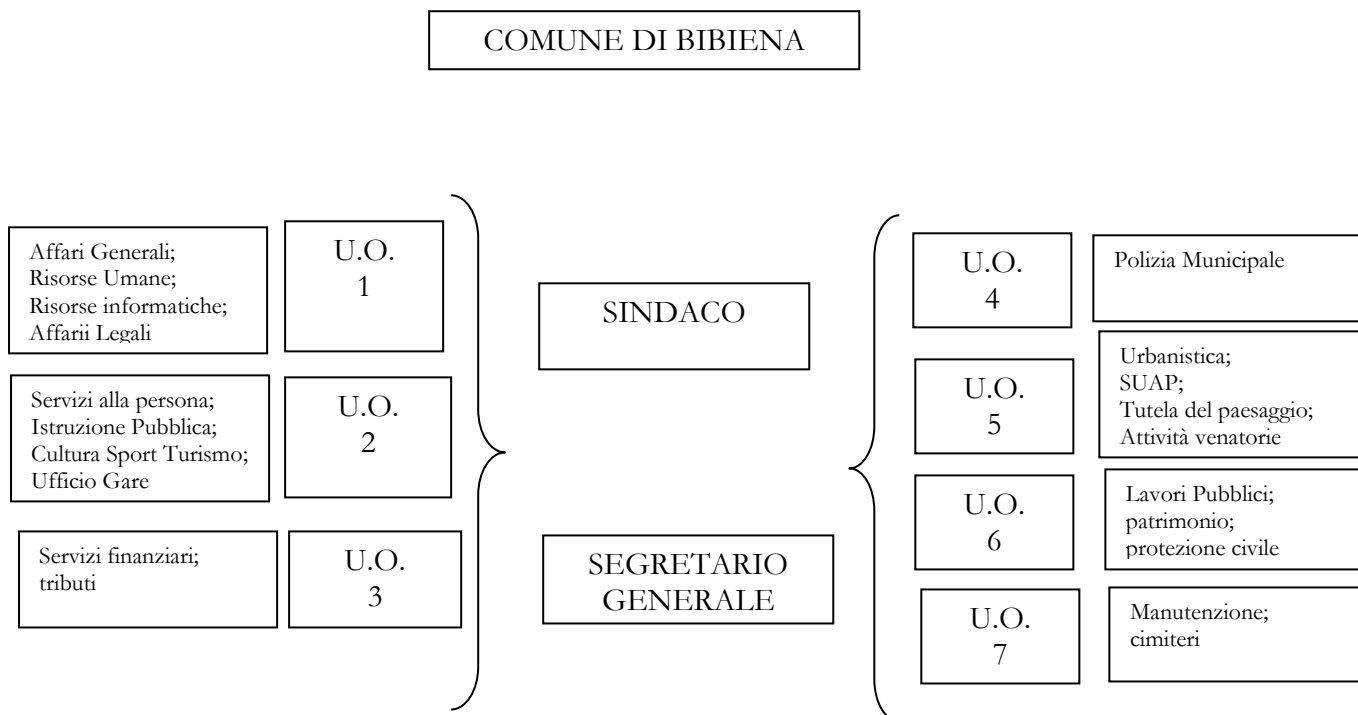 COMUNE DI BIBIENA
Affari Generali;
Risorse Umane;
Risorse informatiche;
Affarii Legali
U.O.
1
Servizi alla persona;
Istruzione Pubblica;
Cultura Sport Turismo;
Ufficio Gare
U.O.
2
Servizi finanziari;
tributi
U.O.
3
SINDACO
SEGRETARIO
GENERALE
U.O.
4
Polizia Municipale
U.O.
5
Urbanistica;
SUAP;
Tutela del paesaggio;
Attività venatorie
U.O.
6
Lavori Pubblici;
patrimonio;
protezione civile
U.O.
7
Manutenzione;
cimiteri